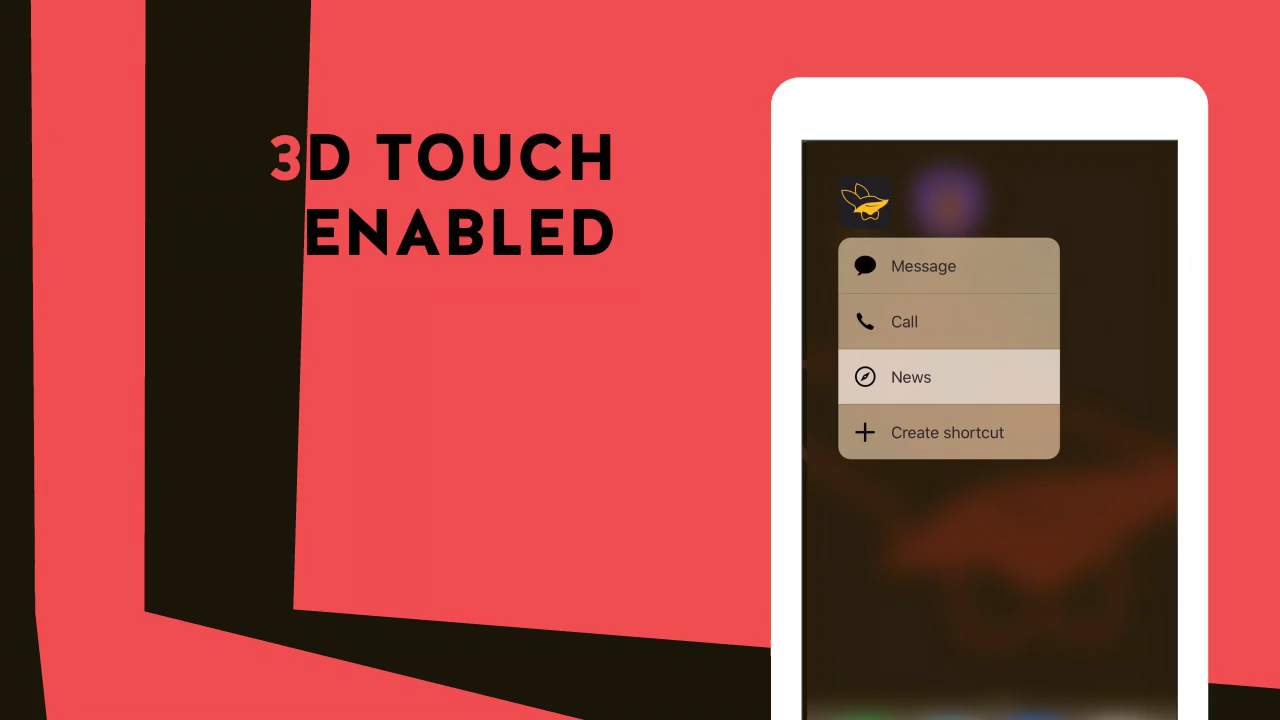 3D TOUCH
ENABLED
Message
Call
News
Create shortcut